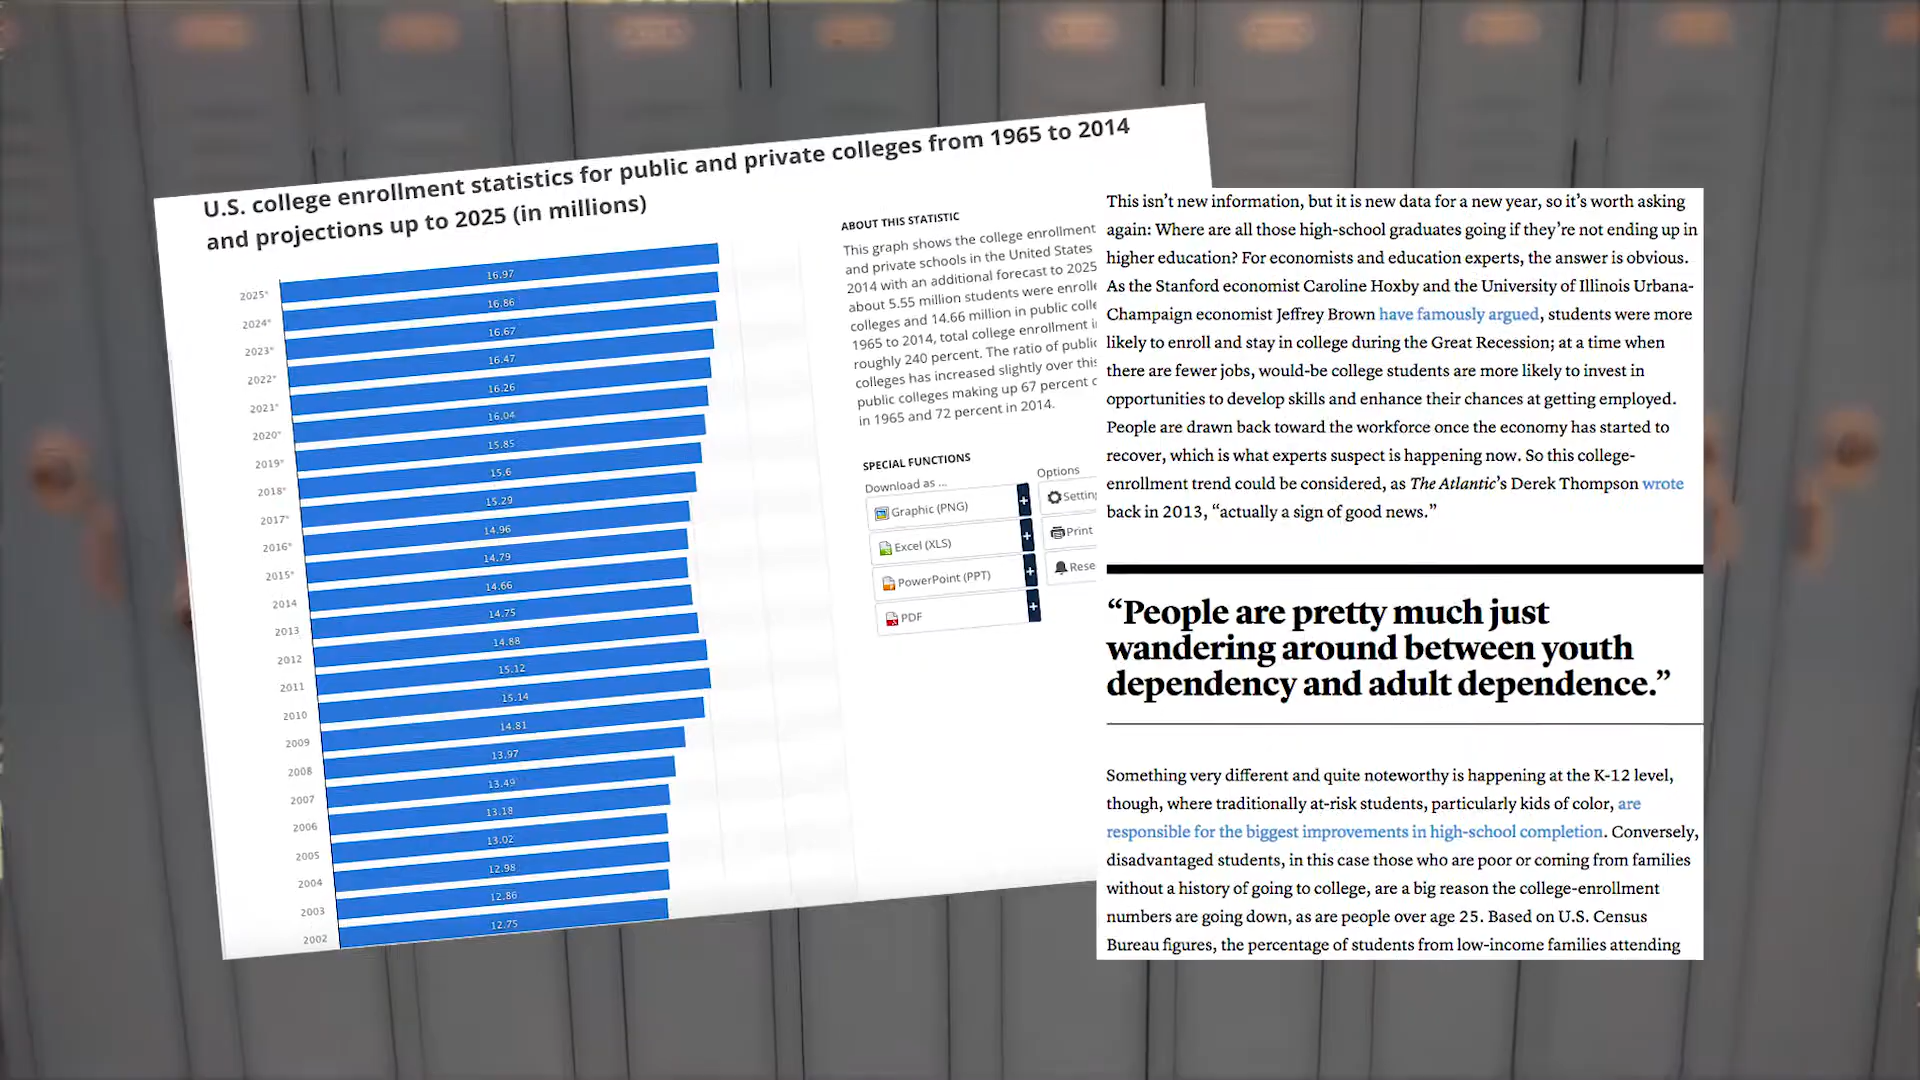 U.S. college enrollment statistics for public and private colleges from 1965 to 2014
and projections up to 2025 (in millions)
2025* 16.97
2024* 16.86
2023* 16.67
2022* 16.47
2021* 16.26
2020* 16.04
2019* 15.85
2018* 15.6
2017* 15.29
2016* 14.96
2015* 14.79
2014 14.66
2013 14.75
2012 14.88
2011 15.12
2010 15.14
2009 14.81
2008 13.97
2007 13.49
2006 13.18
2005 13.02
2004 12.98
2003 12.86
2002 12.75
ABOUT THIS STATISTIC
This graph shows the college enrollment
and private schools in the United States
2014 with an additional forecast to 2025
about 5.55 million students were enrolle
colleges and 14.66 million in public colle
1965 to 2014, total college enrollment i
roughly 240 percent. The ratio of public
colleges has increased slightly over this
public colleges making up 67 percent
in 1965 and 72 percent in 2014.
SPECIAL FUNCTIONS
Download as ...
Graphic (PNG) +
Excel (XLS) +
PowerPoint (PPT) +
PDF +
Options
Settin
Print
Rese
This isn’t new information, but it is new data for a new year, so it’s worth asking
again: Where are all those high-school graduates going if they’re not ending up in
higher education? For economists and education experts, the answer is obvious.
As the Stanford economist Caroline Hoxby and the University of Illinois Urbana-
Champaign economist Jeffrey Brown have famously argued, students were more
likely to enroll and stay in college during the Great Recession; at a time when
there are fewer jobs, would-be college students are more likely to invest in
opportunities to develop skills and enhance their chances at getting employed.
People are drawn back toward the workforce once the economy has started to
recover, which is what experts suspect is happening now. So this college-
enrollment trend could be considered, as The Atlantic’s Derek Thompson wrote
back in 2013, “actually a sign of good news.”
“People are pretty much just
wandering around between youth
dependency and adult dependence.”
Something very different and quite noteworthy is happening at the K-12 level,
though, where traditionally at-risk students, particularly kids of color, are
responsible for the biggest improvements in high-school completion. Conversely,
disadvantaged students, in this case those who are poor or coming from families
without a history of going to college, are a big reason the college-enrollment
numbers are going down, as are people over age 25. Based on U.S. Census
Bureau figures, the percentage of students from low-income families attending